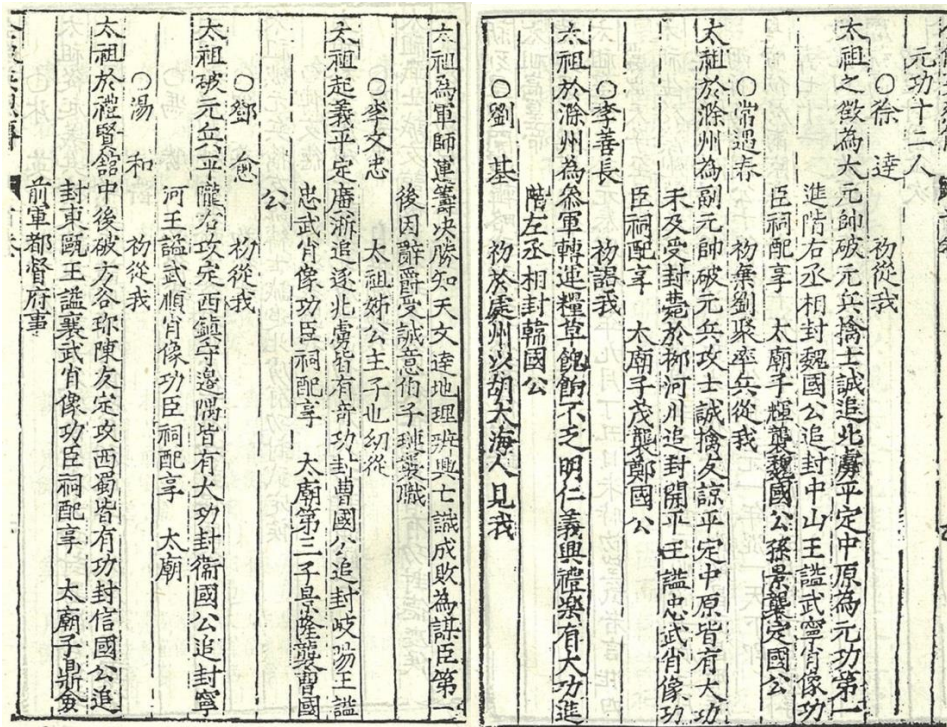 元功十二人
○徐　達　初從我
太祖之徵為大元帥破元兵擒士誠追北虜平定中原為元功第一
進階右丞相封魏國公追封中山王謚武寧肖像功
臣祠配享　太廟子輝襲魏國公孫景襲定國公
○常遇春　初棄劉聚率兵從我
太祖於滁州為副元帥破元兵攻士誠擒友諒平定中原皆有大功
未及受封薨於柳河川追封開平王謚忠武肖像功
臣祠配享　太廟子茂襲鄭國公
○李善長　初謁我
太祖於滁州為叅軍轉運糧草餽餉不乏明仁義興禮樂有大功進
階左丞相封韓國公
○劉　基　初於處州以胡大海人見我
太祖為軍師運籌决勝知天文逹地理辨興亡識成敗為謀臣第一
後因辭爵受誠意伯子璉襲職
○李文忠　太祖姊公主子也幼從
太祖起義平定廣浙追逐北虜皆有竒功封曹國公追封岐陽王謚
忠武肖像功臣祠配享　太廟第三子景隆襲曹國
公
○鄧　愈　初從我
太祖破元兵平隴右攻定西鎮守邊隅皆有大功封衛國公追封寧
河王謚武順肖像功臣祠配享　太廟
○湯　和　初從我
太祖於禮賢舘中後破方谷珎陳友定攻西蜀皆有功封信國公追
封東甌王謚襄武肖像功臣祠配享　太廟子鼎僉
前軍都督府事